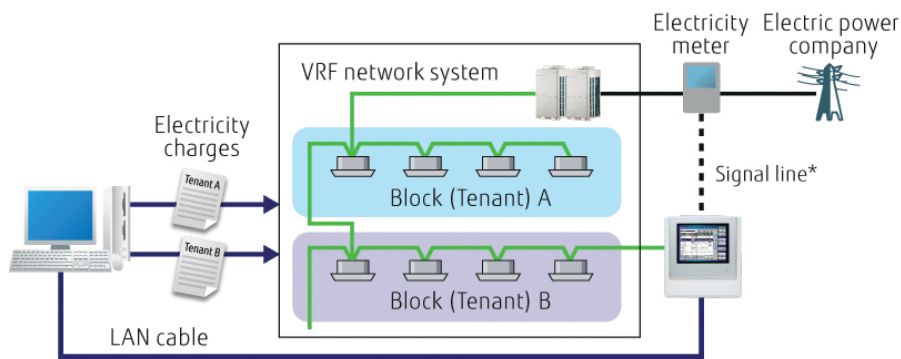 Electricity
meter
Electric power
company
VRF network system
Electricity
charges
Tenant A
Block (Tenant) A
Signal line*
Tenant B
Block (Tenant) B
LAN cable